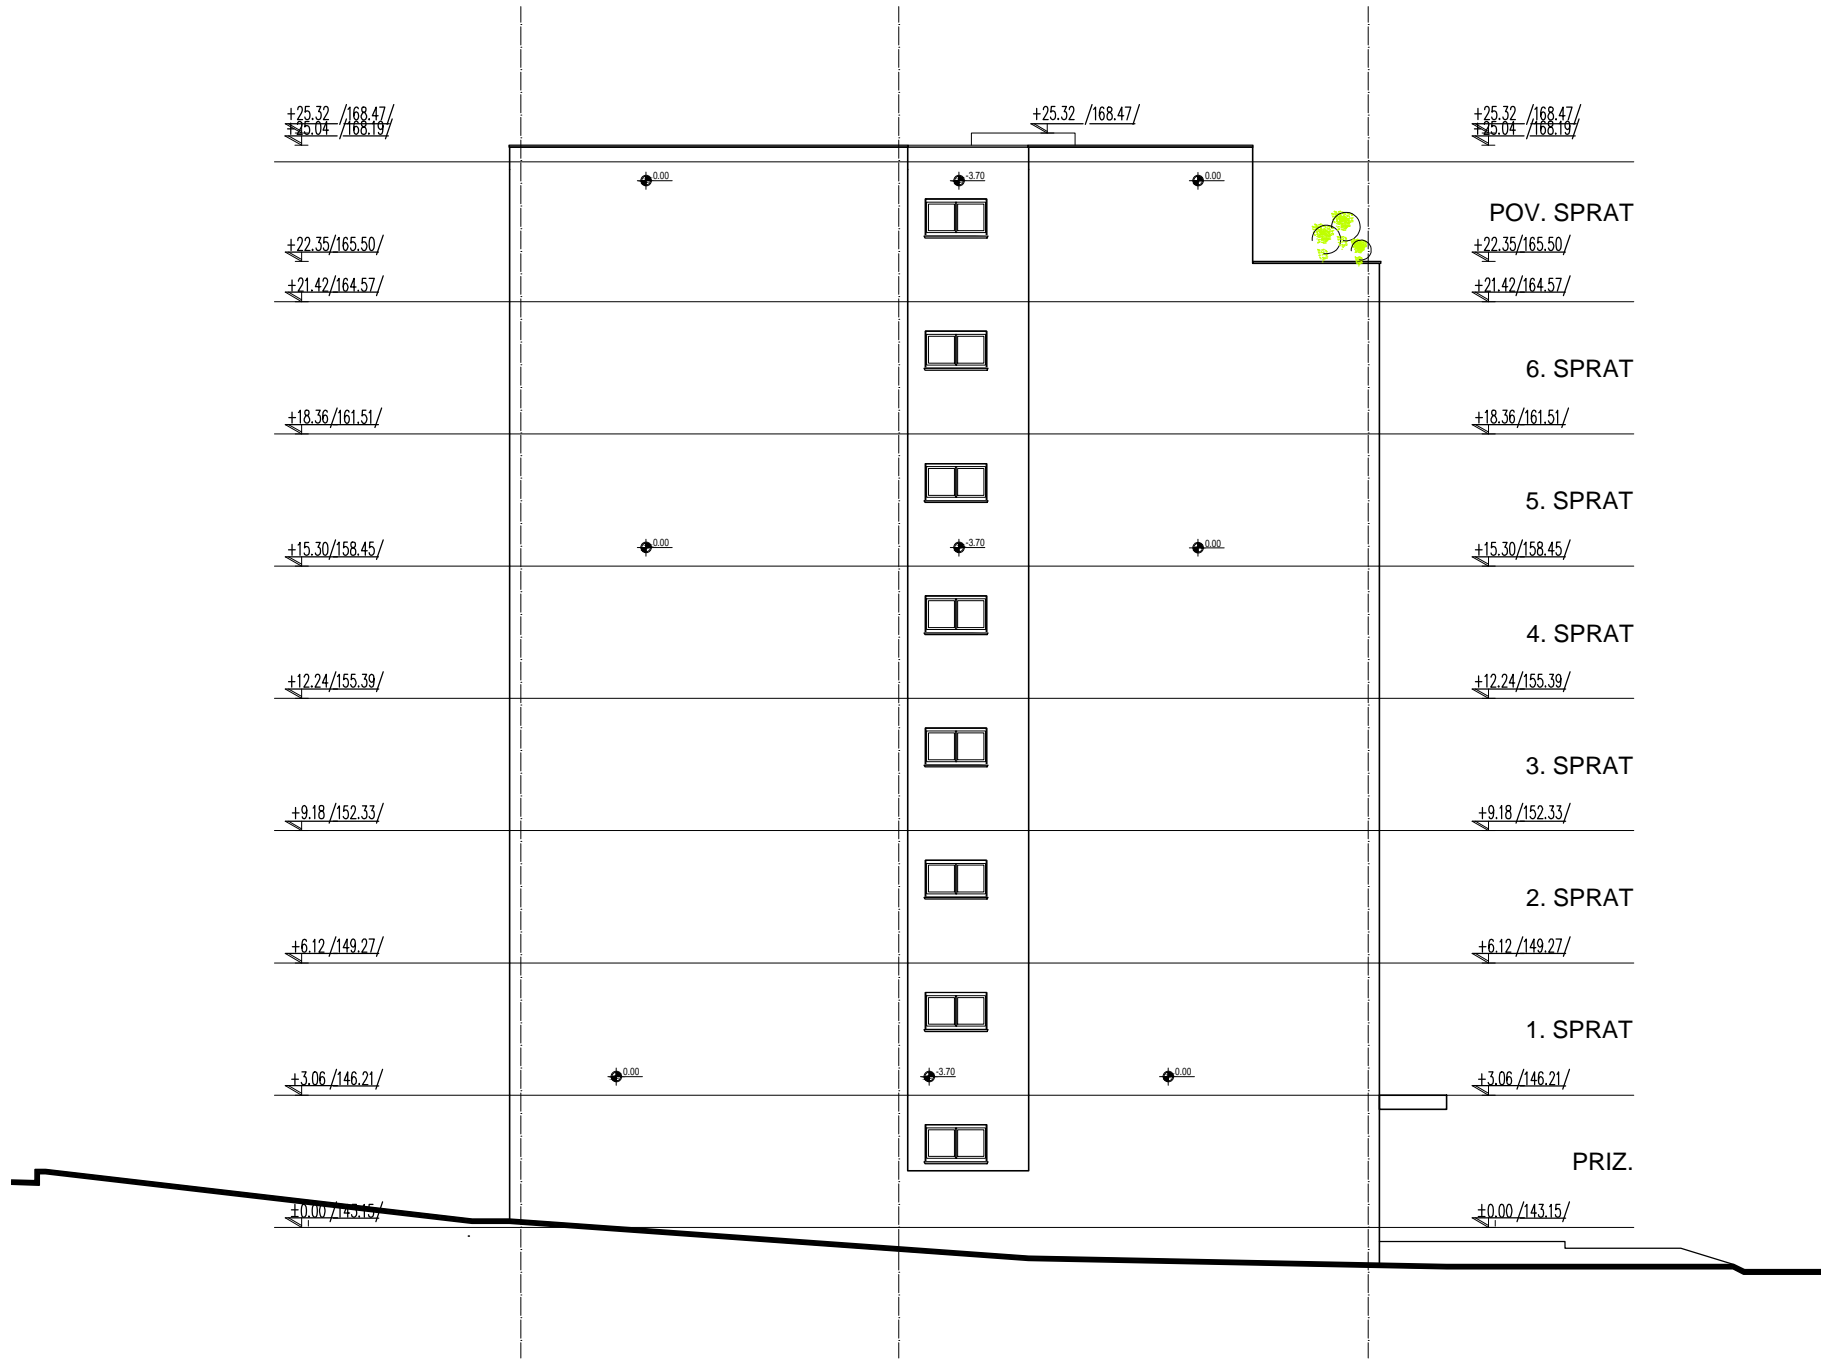 +25.32 /168.47/ +25.32 /168.47/ +25.32 /168.47/
+25.04 /168.19/ +25.04 /168.19/
0.00 -3.70 0.00
POV. SPRAT
+22.35/165.50/ +22.35/165.50/
+21.42/164.57/ +21.42/164.57/
6. SPRAT
+18.36/161.51/ +18.36/161.51/
5. SPRAT
0.00 -3.70 0.00
+15.30/158.45/ +15.30/158.45/
4. SPRAT
+12.24/155.39/ +12.24/155.39/
3. SPRAT
+9.18 /152.33/ +9.18 /152.33/
2. SPRAT
+6.12 /149.27/ +6.12 /149.27/
1. SPRAT
0.00 -3.70 0.00
+3.06 /146.21/ +3.06 /146.21/
PRIZ.
±0.00 /143.15/ ±0.00 /143.15/